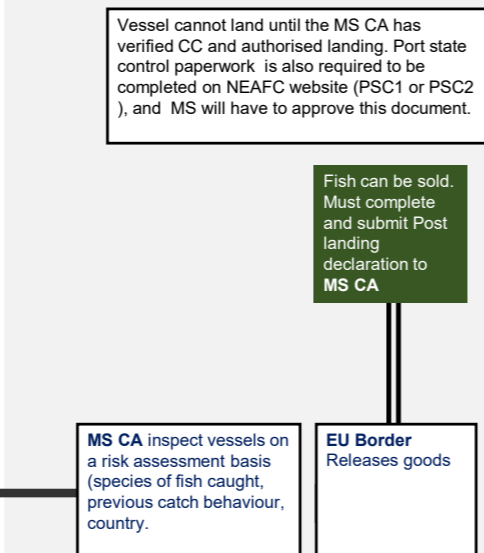 Vessel cannot land until the MS CA has
verified CC and authorised landing. Port state
control paperwork is also required to be
completed on NEAFC website (PSC1 or PSC2
), and MS will have to approve this document.
Fish can be sold.
Must complete
and submit Post
landing
declaration to
MS CA
MS CA inspect vessels on
a risk assessment basis
(species of fish caught,
previous catch behaviour,
country.
EU Border
Releases goods